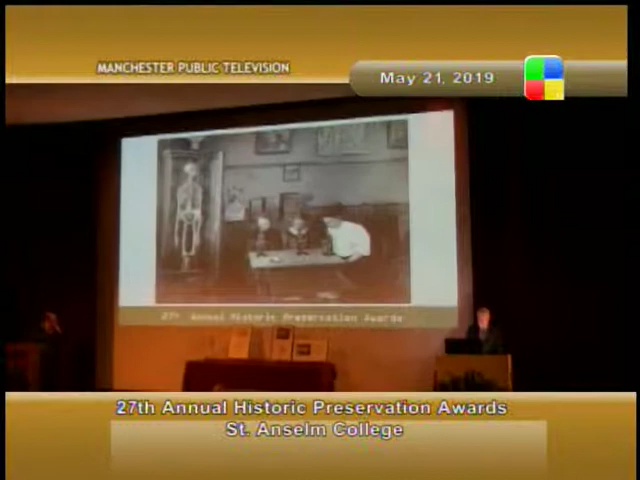 MANCHESTER PUBLIC TELEVISION
May 21, 2019
27th Annual Historic Preservation Awards
27th Annual Historic Preservation Awards
St. Anselm College